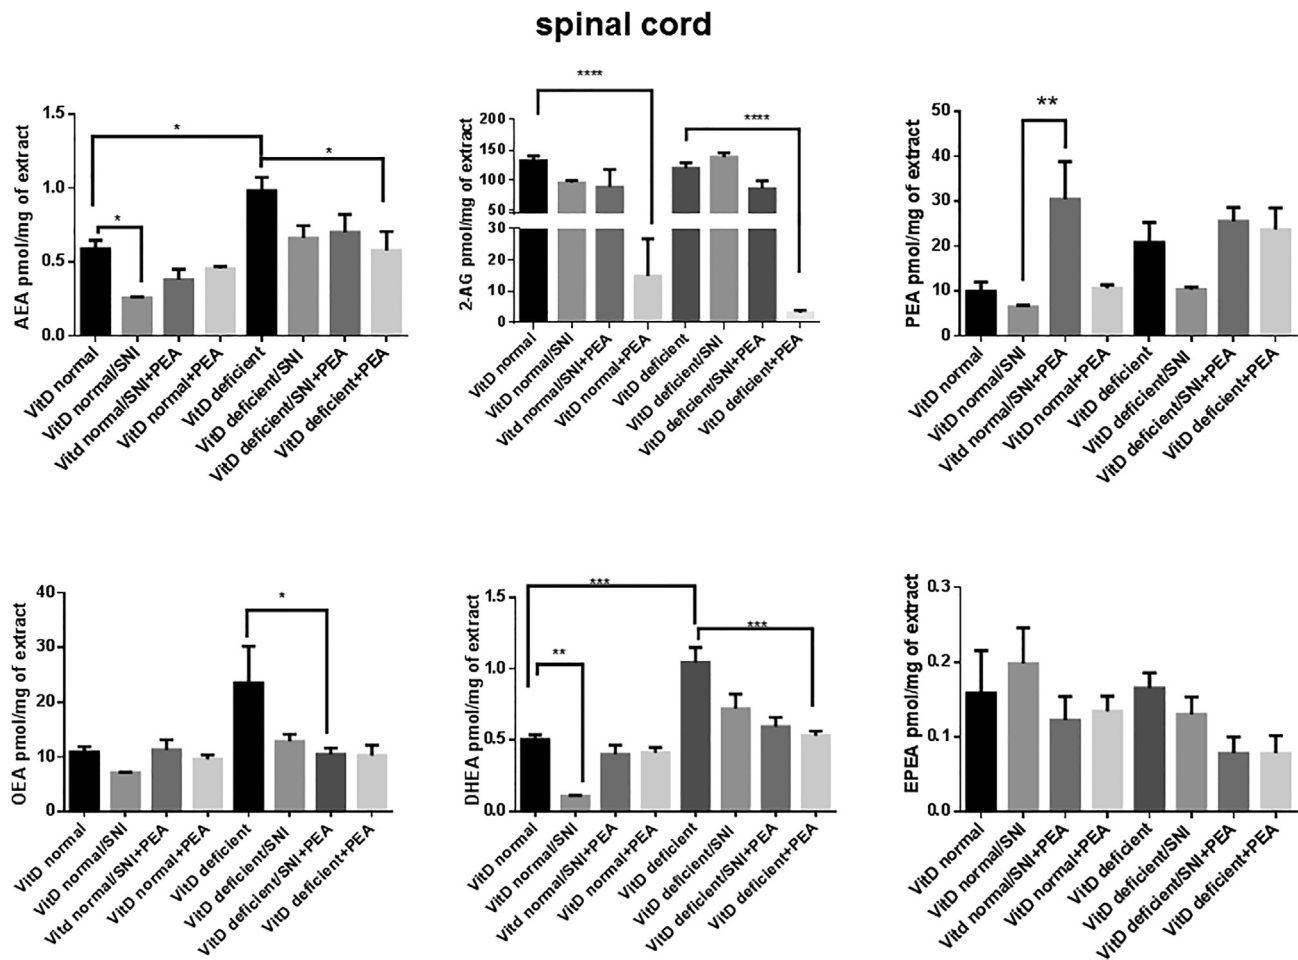 spinal cord
AEA pmol/mg of extract
1.5
1.0
0.5
0.0
*
*
*
VitD normal
VitD normal/SNI
Vitd normal/SNI+PEA
VitD normal+PEA
VitD deficient
VitD deficient/SNI
VitD deficient/SNI+PEA
VitD deficient+PEA
2-AG pmol/mg of extract
200
150
100
50
30
20
10
0
****
****
VitD normal
VitD normal/SNI
Vitd normal/SNI+PEA
VitD normal+PEA
VitD deficient
VitD deficient/SNI
VitD deficient/SNI+PEA
VitD deficient+PEA
PEA pmol/mg of extract
50
40
30
20
10
0
**
VitD normal
VitD normal/SNI
Vitd normal/SNI+PEA
VitD normal+PEA
VitD deficient
VitD deficient/SNI
VitD deficient/SNI+PEA
VitD deficient+PEA
OEA pmol/mg of extract
40
30
20
10
0
*
VitD normal
VitD normal/SNI
Vitd normal/SNI+PEA
VitD normal+PEA
VitD deficient
VitD deficient/SNI
VitD deficient/SNI+PEA
VitD deficient+PEA
DHEA pmol/mg of extract
1.5
1.0
0.5
0.0
***
**
***
VitD normal
VitD normal/SNI
Vitd normal/SNI+PEA
VitD normal+PEA
VitD deficient
VitD deficient/SNI
VitD deficient/SNI+PEA
VitD deficient+PEA
EPEA pmol/mg of extract
0.3
0.2
0.1
0.0
VitD normal
VitD normal/SNI
Vitd normal/SNI+PEA
VitD normal+PEA
VitD deficient
VitD deficient/SNI
VitD deficient/SNI+PEA
VitD deficient+PEA